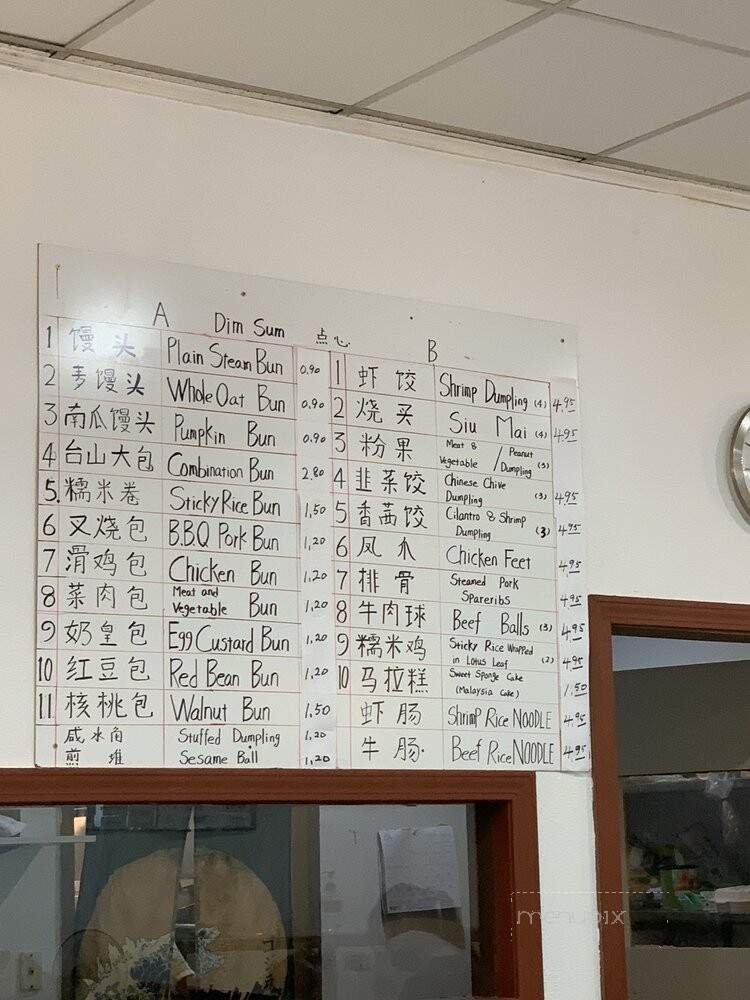 A Dim Sum 点心 B
1 馒头 Plain Steam Bun 0.90
2 麦馒头 Whole Oat Bun 0.90
3 南瓜馒头 Pumpkin Bun 0.90
4 台山大包 Combination Bun 2.80
5. 糯米卷 Sticky Rice Bun 1.50
6 叉烧包 B.B.Q Pork Bun 1.20
7 滑鸡包 Chicken Bun 1.20
8 菜肉包 Meat and Vegetable Bun 1.20
9 奶皇包 Egg Custard Bun 1.20
10 红豆包 Red Bean Bun 1.20
11 核桃包 Walnut Bun 1.50
咸水角 Stuffed Dumpling 1.20
煎堆 Sesame Ball 1.20
1 虾饺 Shrimp Dumpling (4) 4.95
2 烧买 Siu Mai (4) 4.95
3 粉果 Meat & Vegetable / Peanut Dumpling (3)
4 韭菜饺 Chinese Chive Dumpling (3) 4.95
5 香茜饺 Cilantro & Shrimp Dumpling (3) 4.95
6 凤爪 Chicken Feet 4.95
7 排骨 Steamed Pork Spareribs 4.95
8 牛肉球 Beef Balls (3) 4.95
9 糯米鸡 Sticky Rice Wrapped in Lotus Leaf (2) 4.95
10 马拉糕 Sweet Sponge Cake (Malaysia Cake) 1.50
虾肠 Shrimp Rice NOODLE 4.95
牛肠. Beef Rice NOODLE 4.95
menupix